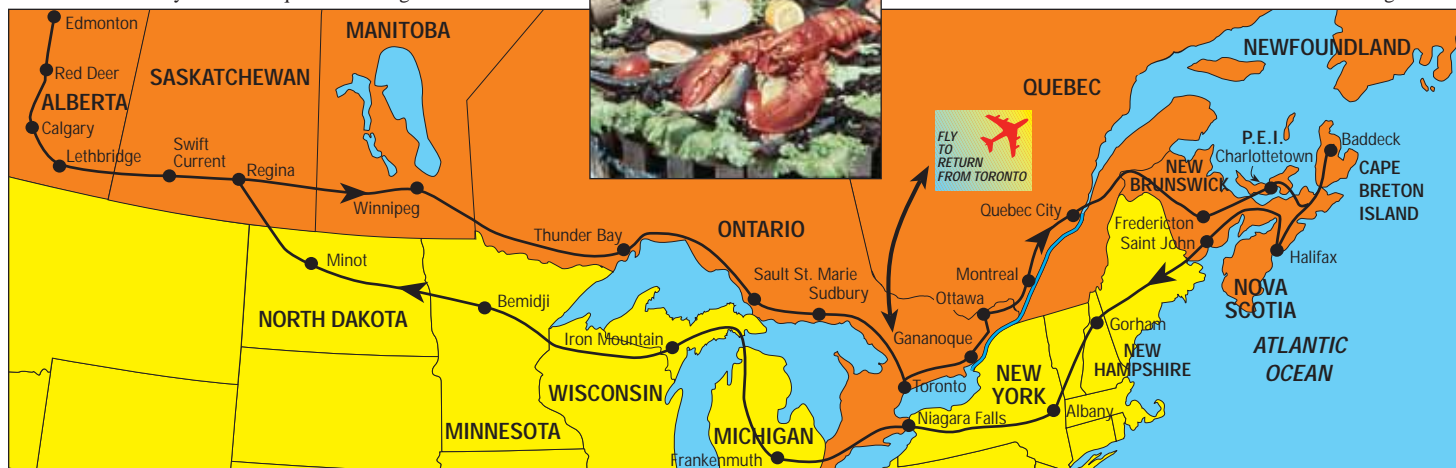 Edmonton
Red Deer
ALBERTA
Calgary
Lethbridge
SASKATCHEWAN
Swift
Current
Regina
MANITOBA
Winnipeg
Minot
NORTH DAKOTA
Bemidji
MINNESOTA
Thunder Bay
ONTARIO
Sault St. Marie
Sudbury
Iron Mountain
WISCONSIN
MICHIGAN
Frankenmuth
FLY
TO
RETURN
FROM TORONTO
QUEBEC
NEWFOUNDLAND
Quebec City
Montreal
Ottawa
Gananoque
Toronto
Niagara Falls
NEW
YORK
Albany
Gorham
NEW
HAMPSHIRE
NEW
BRUNSWICK
Fredericton
Saint John
P.E.I.
Charlottetown
Baddeck
CAPE
BRETON
ISLAND
Halifax
NOVA
SCOTIA
ATLANTIC
OCEAN